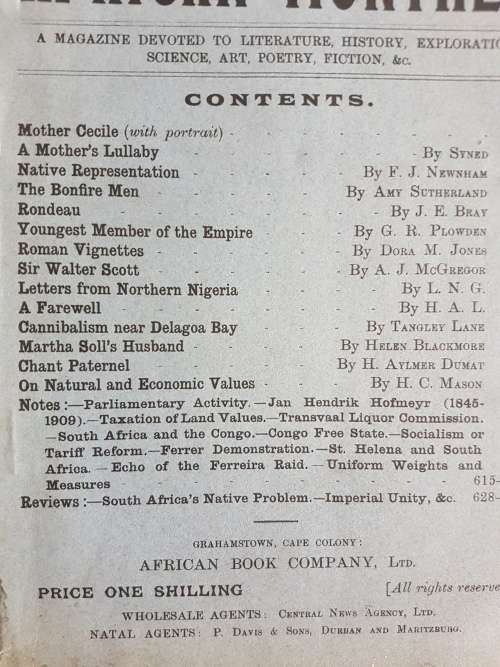 AFRICAN MONTHLY
A MAGAZINE DEVOTED TO LITERATURE, HISTORY, EXPLORATIO
SCIENCE, ART, POETRY, FICTION, &c.
CONTENTS.
Mother Cecile (with portrait) - - - - - - -
A Mother's Lullaby - - - - - - By SYNED
Native Representation - - - - By F. J. NEWNHAM
The Bonfire Men - - - - - By AMY SUTHERLAND
Rondeau - - - - - - - By J. E. BRAY
Youngest Member of the Empire - - - By G. R. PLOWDEN
Roman Vignettes - - - - - By DORA M. JONES
Sir Walter Scott - - - - - By A. J. MCGREGOR
Letters from Northern Nigeria - - - - By L. N. G.
A Farewell - - - - - - - By H. A. L.
Cannibalism near Delagoa Bay - - - By TANGLEY LANE
Martha Soll's Husband - - - - By HELEN BLACKMORE
Chant Paternel - - - - - By H. AYLMER DUMAT
On Natural and Economic Values - - - By H. C. MASON
Notes :—Parliamentary Activity.—Jan Hendrik Hofmeyr (1845-
1909).—Taxation of Land Values.—Transvaal Liquor Commission.
—South Africa and the Congo.—Congo Free State.—Socialism or
Tariff Reform.—Ferrer Demonstration.—St. Helena and South
Africa.—Echo of the Ferreira Raid.—Uniform Weights and
Measures - - - - - - - - 615-
Reviews :—South Africa's Native Problem.—Imperial Unity, &c. 628-
GRAHAMSTOWN, CAPE COLONY:
AFRICAN BOOK COMPANY, LTD.
PRICE ONE SHILLING [All rights reserve
WHOLESALE AGENTS: CENTRAL NEWS AGENCY, LTD.
NATAL AGENTS: P. DAVIS & SONS, DURBAN AND MARITZBURG.